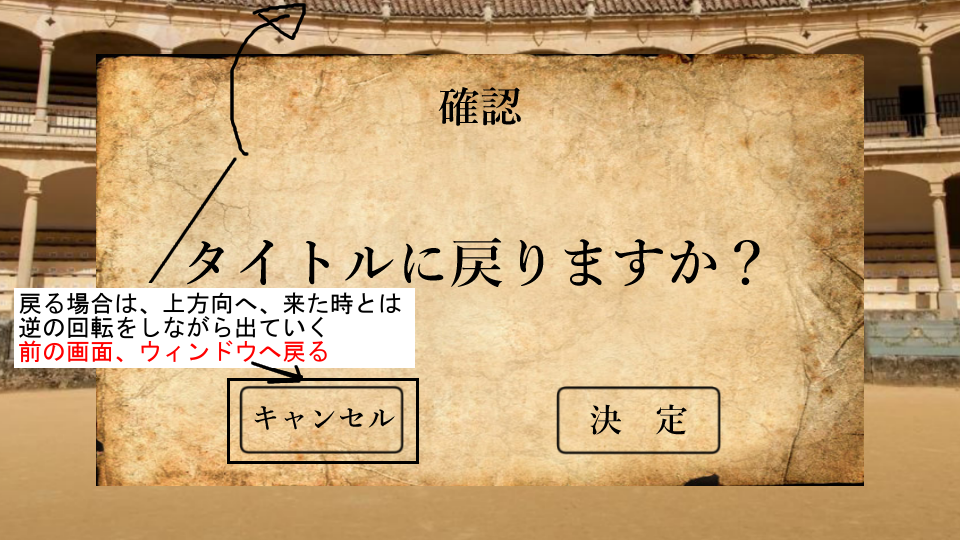 確認
タイトルに戻りますか？
戻る場合は、上方向へ、来た時とは
逆の回転をしながら出ていく
前の画面、ウィンドウへ戻る
キャンセル
決　定